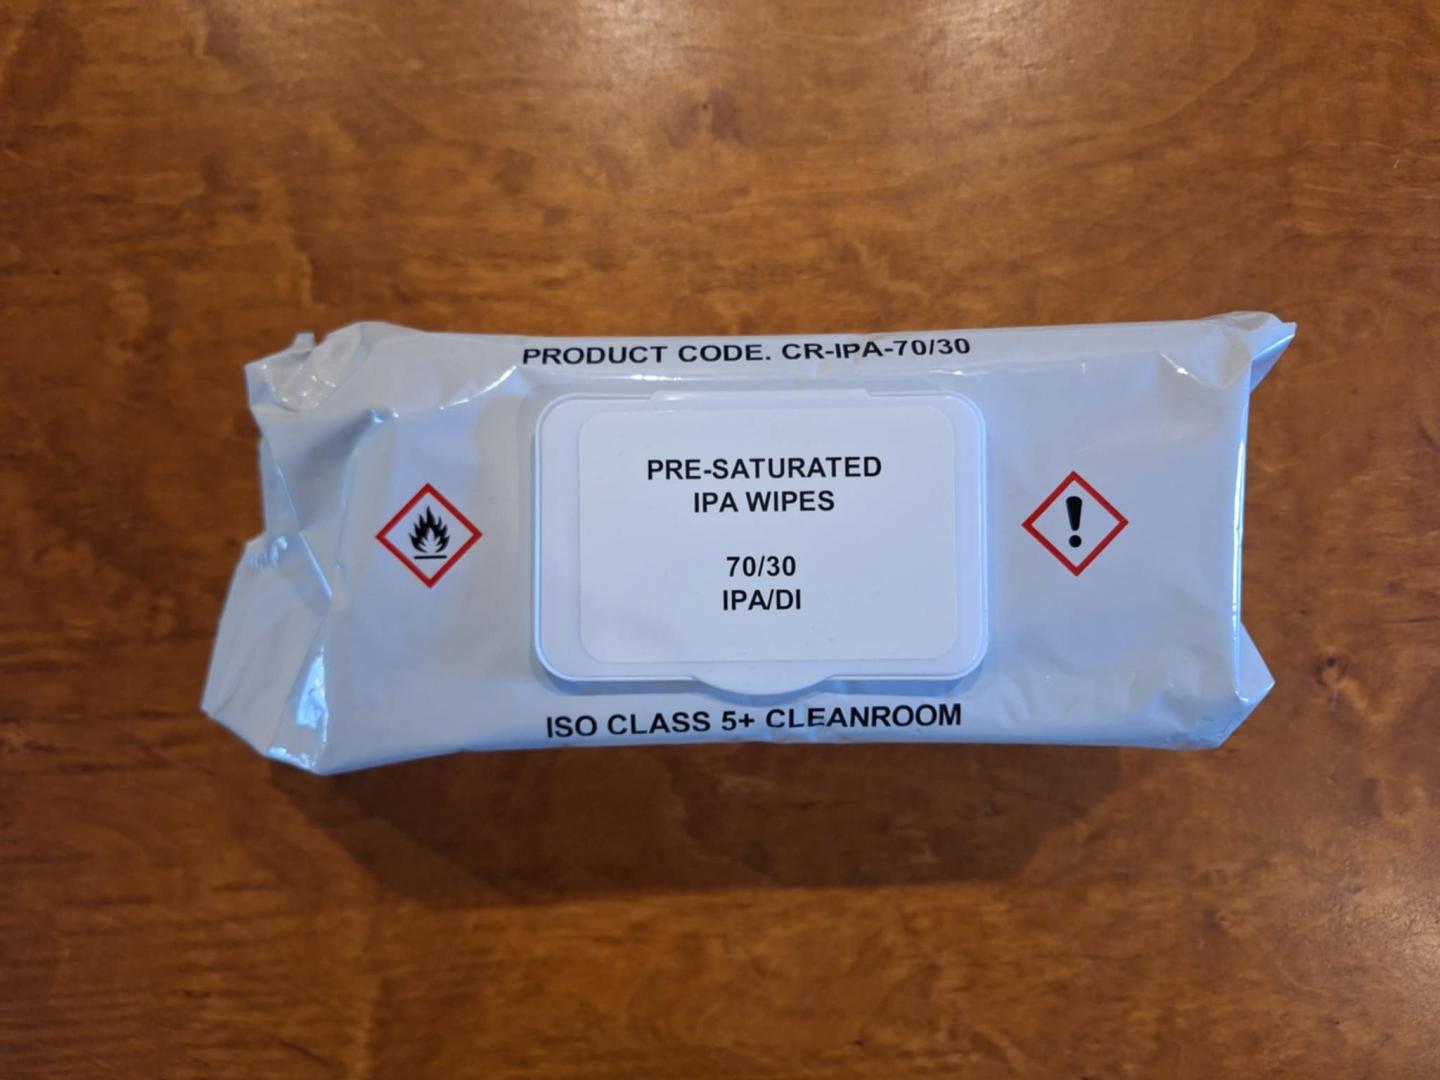 PRODUCT CODE. CR-IPA-70/30
PRE-SATURATED
IPA WIPES
70/30
IPA/DI
ISO CLASS 5+ CLEANROOM